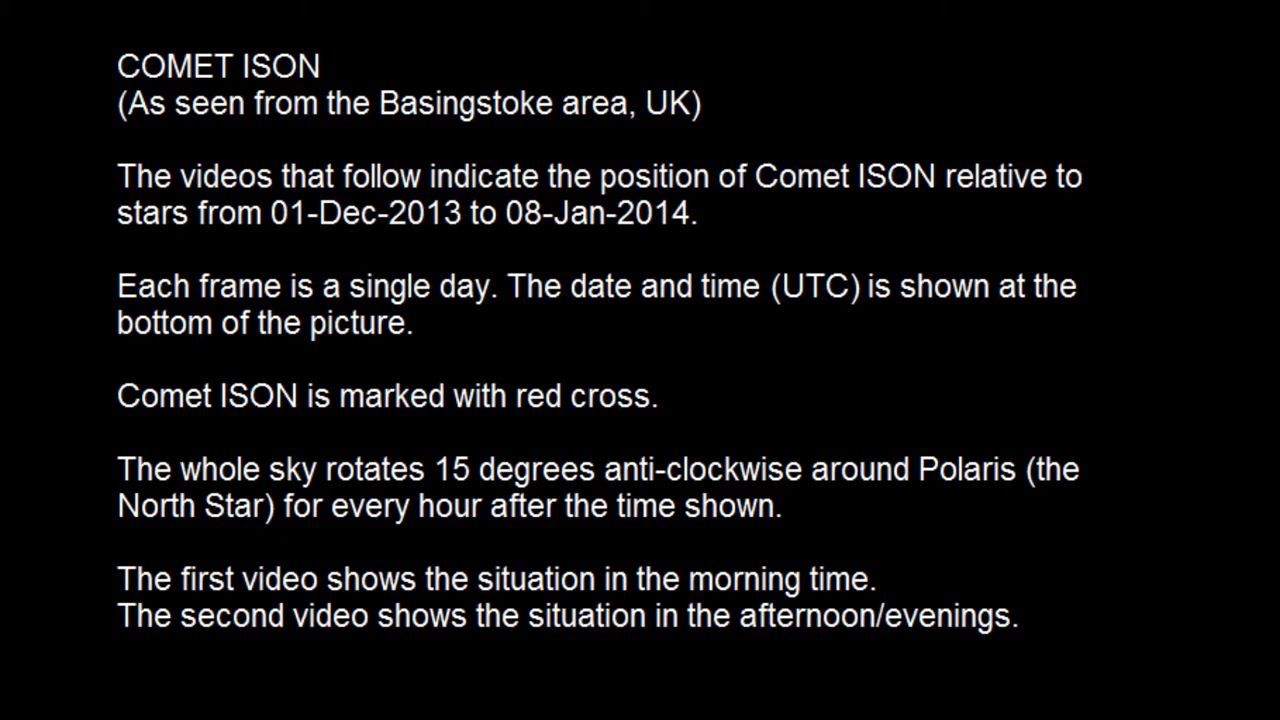 COMET ISON
(As seen from the Basingstoke area, UK)
The videos that follow indicate the position of Comet ISON relative to
stars from 01-Dec-2013 to 08-Jan-2014.
Each frame is a single day. The date and time (UTC) is shown at the
bottom of the picture.
Comet ISON is marked with red cross.
The whole sky rotates 15 degrees anti-clockwise around Polaris (the
North Star) for every hour after the time shown.
The first video shows the situation in the morning time.
The second video shows the situation in the afternoon/evenings.